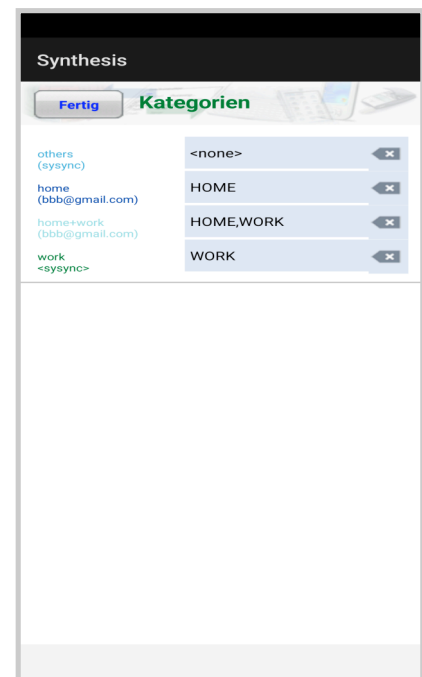 Synthesis
Fertig
Kategorien
others
(sysync)
<none>
home
(bbb@gmail.com)
HOME
home+work
(bbb@gmail.com)
HOME,WORK
work
<sysync>
WORK